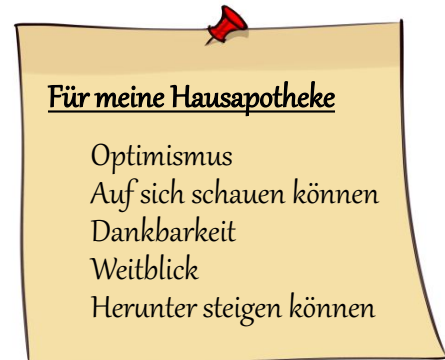 Für meine Hausapotheke
Optimismus
Auf sich schauen können
Dankbarkeit
Weitblick
Herunter steigen können